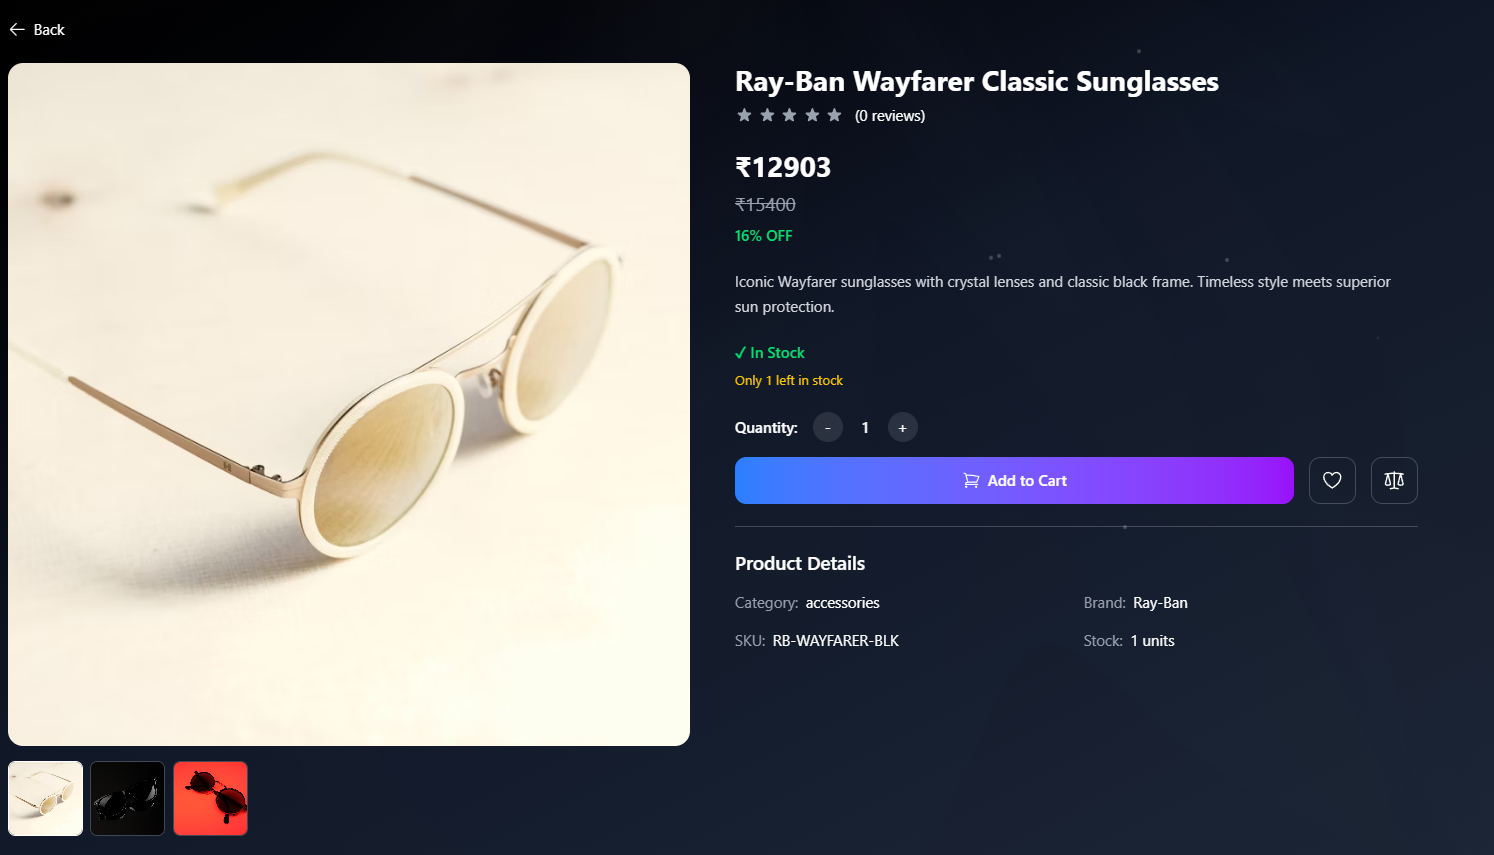 Back
Ray-Ban Wayfarer Classic Sunglasses
(0 reviews)
₹12903
₹15400
16% OFF
Iconic Wayfarer sunglasses with crystal lenses and classic black frame. Timeless style meets superior
sun protection.
✓ In Stock
Only 1 left in stock
Quantity: - 1 +
Add to Cart
Product Details
Category: accessories
Brand: Ray-Ban
SKU: RB-WAYFARER-BLK
Stock: 1 units